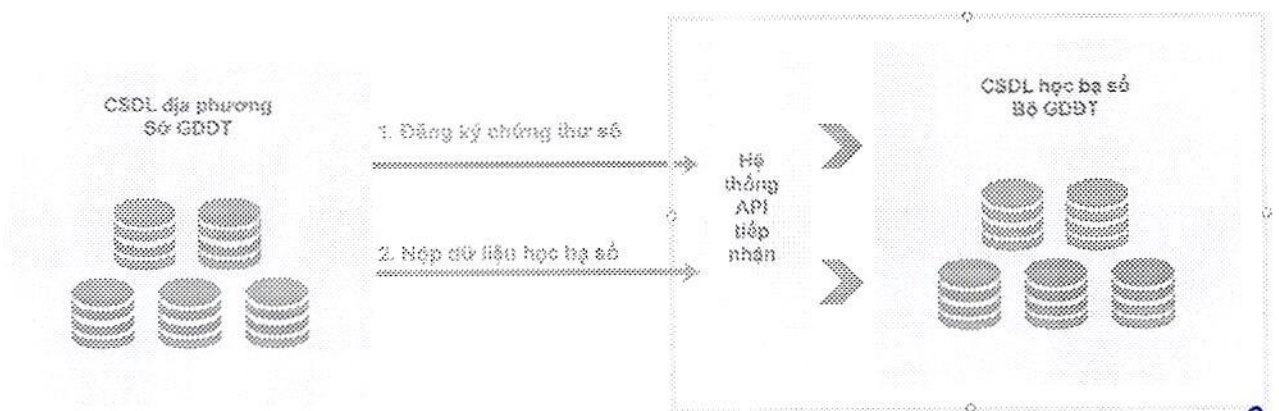 CSDL địa phương
Sở GDĐT
1. Đăng ký chứng thư số
2. Nộp dữ liệu học bạ số
Hệ
thống
API
tiếp
nhận
CSDL học bạ số
Bộ GDĐT